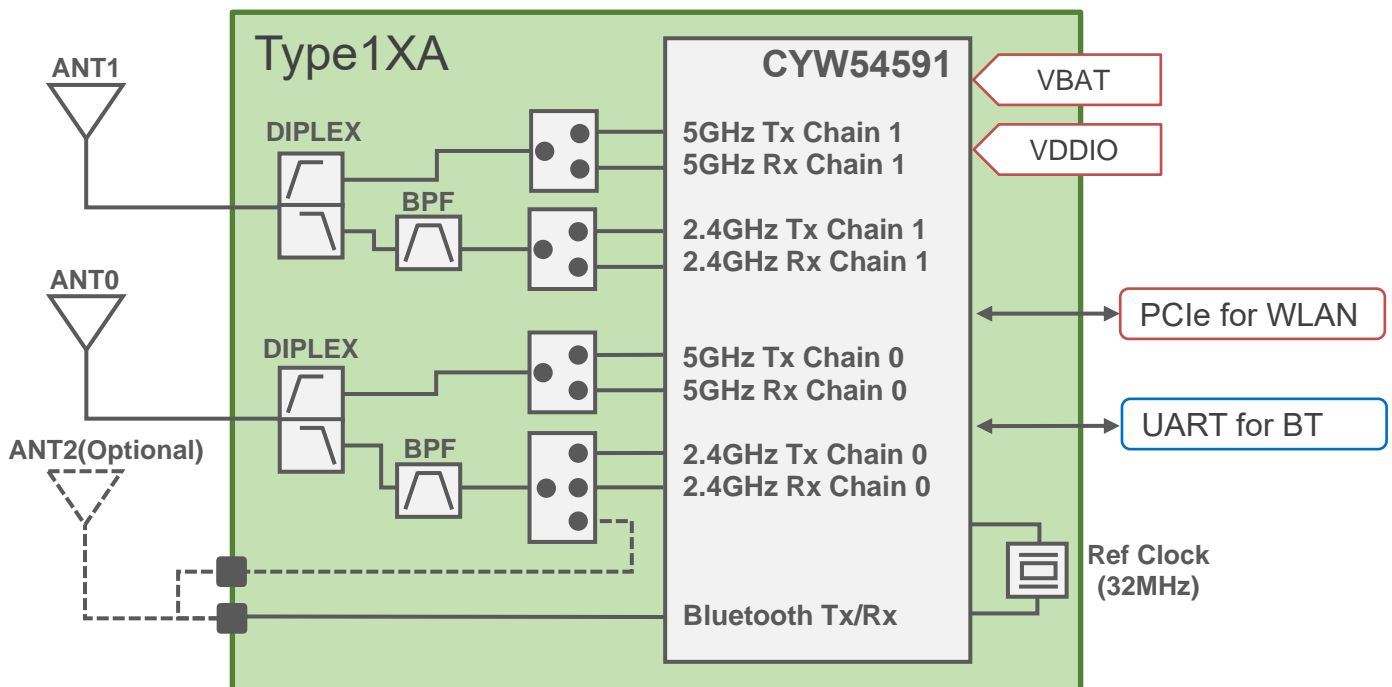 Type1XA
CYW54591
ANT1
DIPLEX
BPF
5GHz Tx Chain 1
5GHz Rx Chain 1
2.4GHz Tx Chain 1
2.4GHz Rx Chain 1
VBAT
VDDIO
ANT0
DIPLEX
BPF
5GHz Tx Chain 0
5GHz Rx Chain 0
2.4GHz Tx Chain 0
2.4GHz Rx Chain 0
PCIe for WLAN
UART for BT
ANT2(Optional)
Bluetooth Tx/Rx
Ref Clock
(32MHz)